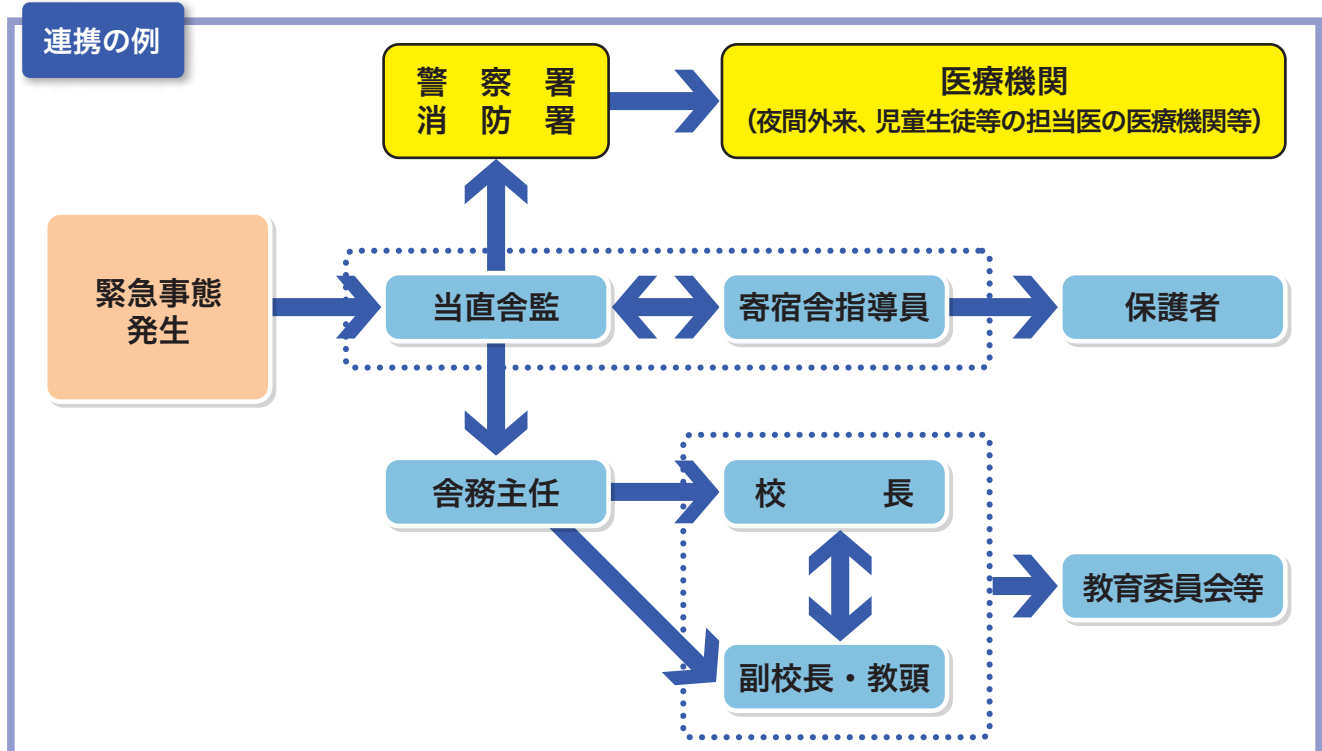 連携の例
警察署
消防署
医療機関
（夜間外来、児童生徒等の担当医の医療機関等）
緊急事態
発生
当直舎監
寄宿舎指導員
保護者
舎務主任
校長
教育委員会等
副校長・教頭